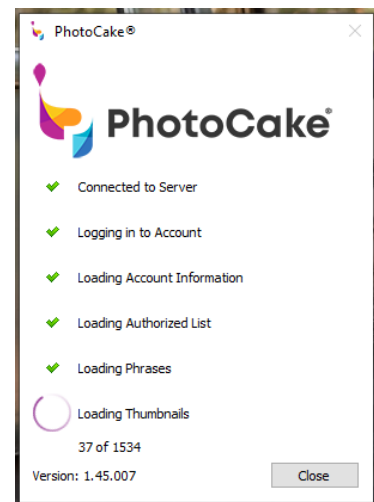 PhotoCake®
PhotoCake®
Connected to Server
Logging in to Account
Loading Account Information
Loading Authorized List
Loading Phrases
Loading Thumbnails
37 of 1534
Version: 1.45.007
Close